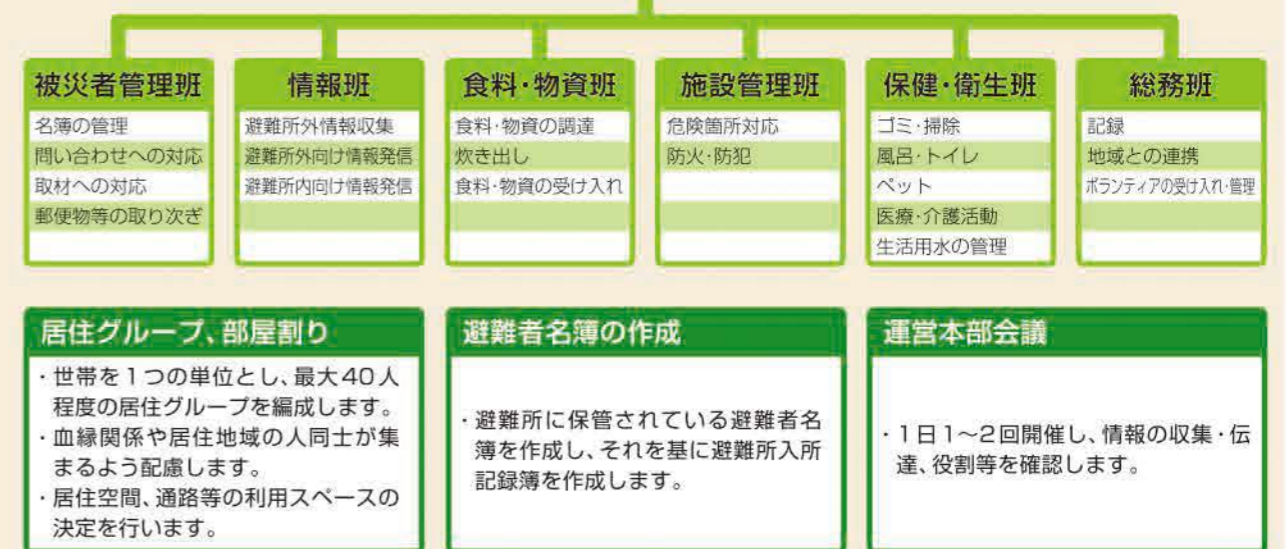 被災者管理班
名簿の管理
問い合わせへの対応
取材への対応
郵便物等の取り次ぎ
情報班
避難所外情報収集
避難所外向け情報発信
避難所内向け情報発信
食料・物資班
食料・物資の調達
炊き出し
食料・物資の受け入れ
施設管理班
危険箇所対応
防火・防犯
保健・衛生班
ゴミ・掃除
風呂・トイレ
ペット
医療・介護活動
生活用水の管理
総務班
記録
地域との連携
ボランティアの受け入れ・管理
居住グループ、部屋割り
・世帯を1つの単位とし、最大40人
程度の居住グループを編成します。
・血縁関係や居住地域の人同士が集
まるよう配慮します。
・居住空間、通路等の利用スペースの
決定を行います。
避難者名簿の作成
・避難所に保管されている避難者名
簿を作成し、それを基に避難所入所
記録簿を作成します。
運営本部会議
・1日1～2回開催し、情報の収集・伝
達、役割等を確認します。